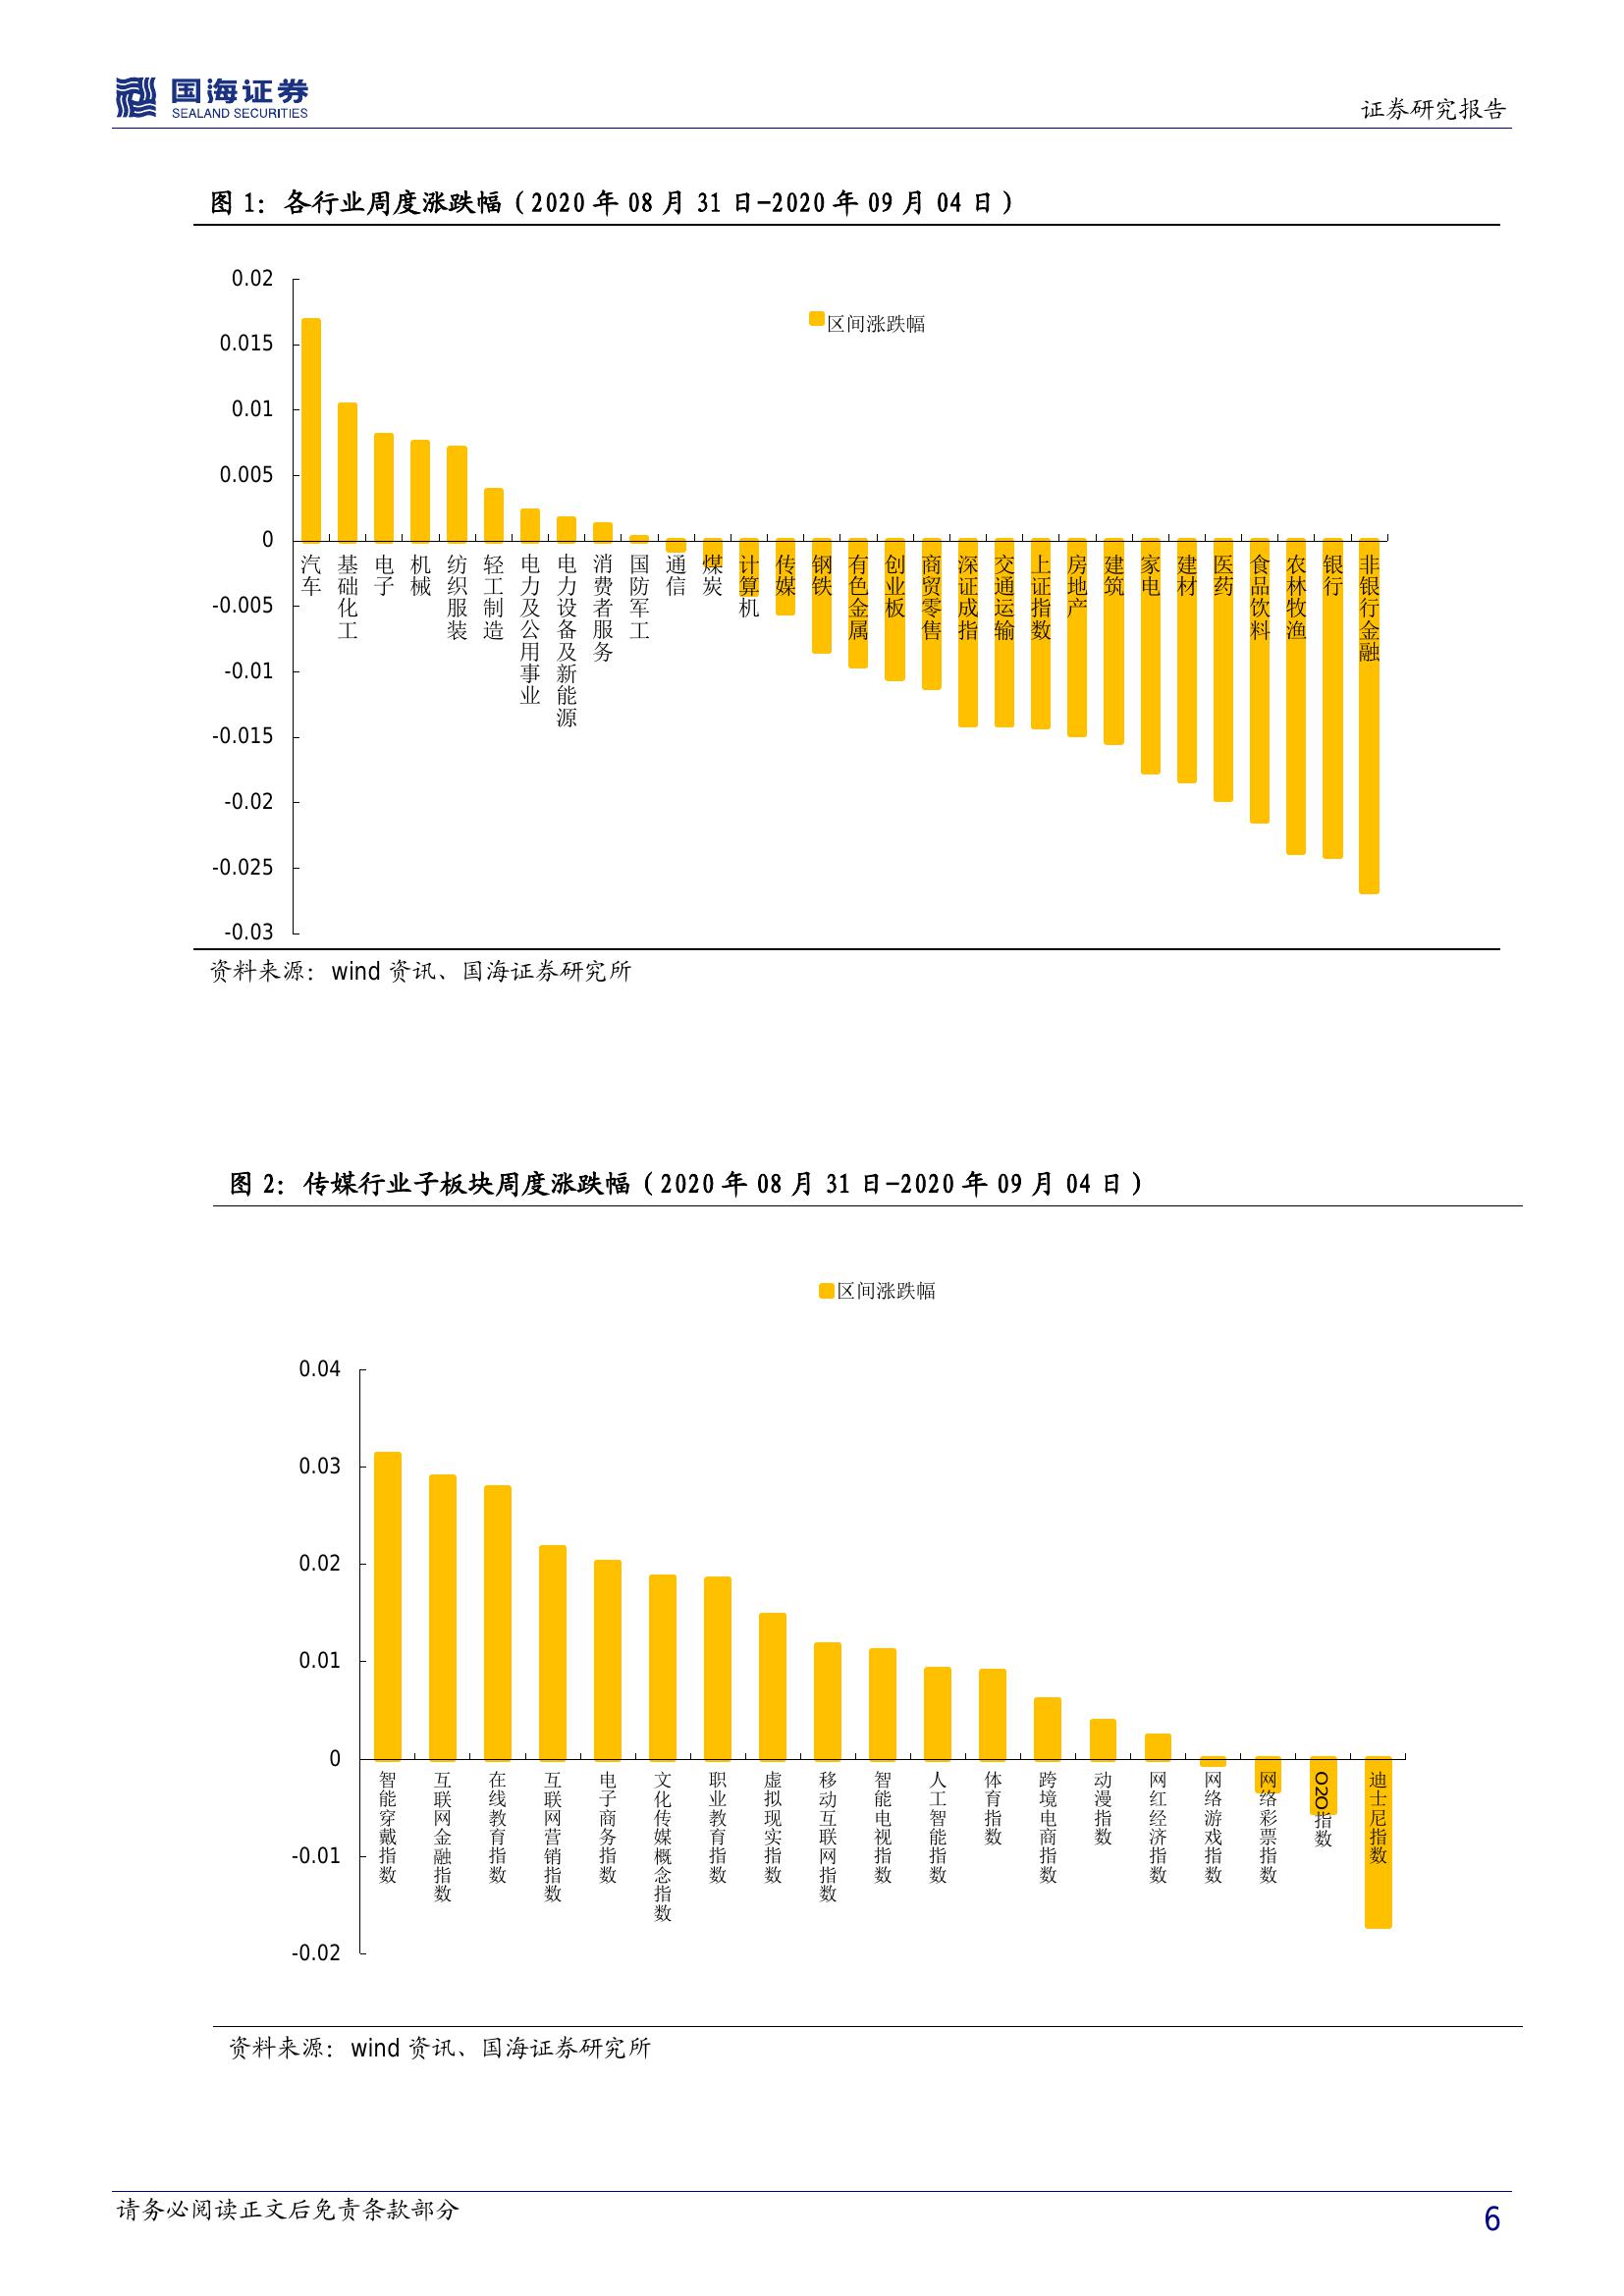 国海证券
SEALAND SECURITIES
证券研究报告
图 1：各行业周度涨跌幅（2020 年 08 月 31 日-2020 年 09 月 04 日）
区间涨跌幅
0.02
0.015
0.01
0.005
0
-0.005
-0.01
-0.015
-0.02
-0.025
-0.03
汽车
基础化工
电子
机械
纺织服装
轻工制造
电力及公用事业
电力设备及新能源
消费者服务
国防军工
通信
煤炭
计算机
传媒
钢铁
有色金属
创业板
商贸零售
深证成指
交通运输
上证指数
房地产
建筑
家电
建材
医药
食品饮料
农林牧渔
银行
非银行金融
资料来源：wind 资讯、国海证券研究所
图 2：传媒行业子板块周度涨跌幅（2020 年 08 月 31 日-2020 年 09 月 04 日）
区间涨跌幅
0.04
0.03
0.02
0.01
0
-0.01
-0.02
智能穿戴指数
互联网金融指数
在线教育指数
互联网营销指数
电子商务指数
文化传媒概念指数
职业教育指数
虚拟现实指数
移动互联网指数
智能电视指数
人工智能指数
体育指数
跨境电商指数
动漫指数
网红经济指数
网络游戏指数
网络彩票指数
O2O指数
迪士尼指数
资料来源：wind 资讯、国海证券研究所
请务必阅读正文后免责条款部分
6